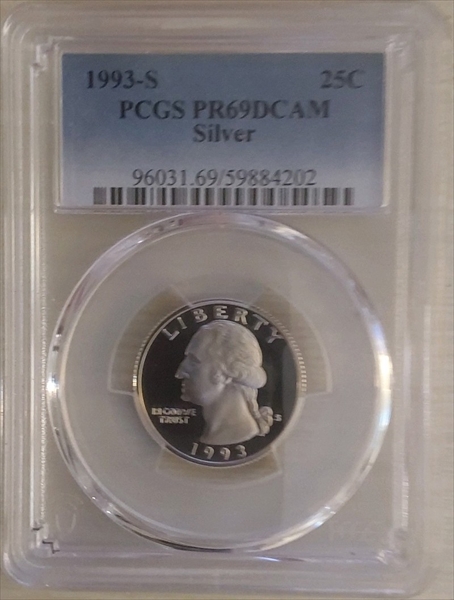 1993-S 25C
PCGS PR69DCAM
Silver
96031.69/59884202
LIBERTY
IN GOD WE
TRUST
S
1993